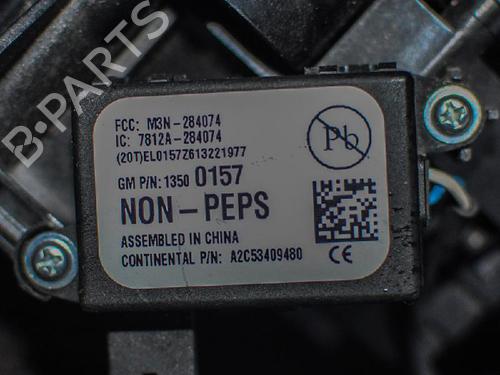 B-PARTS
FCC: M3N-284074
IC: 7812A-284074
(20T)EL0157Z613221977
Pb
GM P/N: 1350 0157
NON-PEPS
ASSEMBLED IN CHINA
CONTINENTAL P/N: A2C53409480
CE